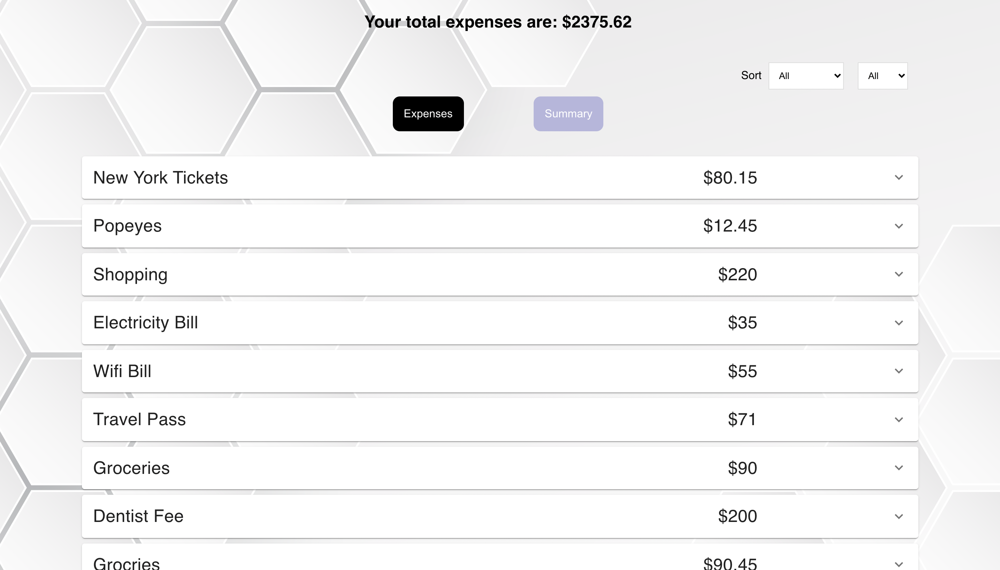 Your total expenses are: $2375.62
Sort All All
Expenses Summary
New York Tickets $80.15
Popeyes $12.45
Shopping $220
Electricity Bill $35
Wifi Bill $55
Travel Pass $71
Groceries $90
Dentist Fee $200
Grocries $90.45